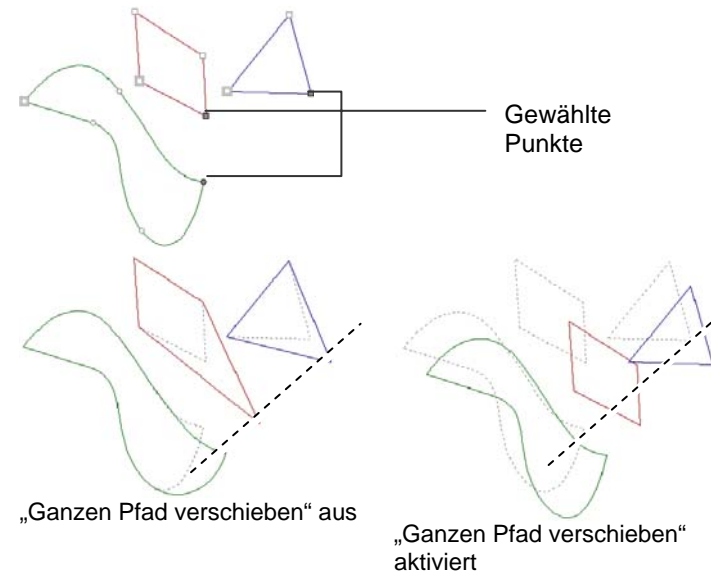 Gewählte
Punkte
„Ganzen Pfad verschieben“ aus
„Ganzen Pfad verschieben“
aktiviert